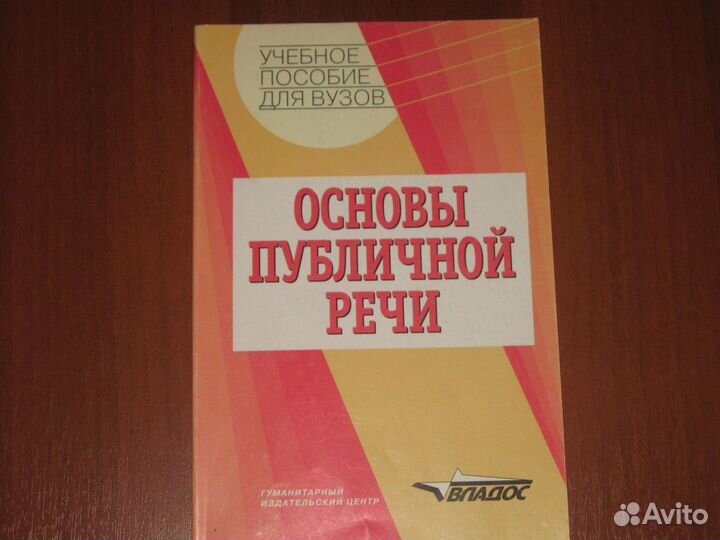 УЧЕБНОЕ
ПОСОБИЕ
ДЛЯ ВУЗОВ
ОСНОВЫ
ПУБЛИЧНОЙ
РЕЧИ
ГУМАНИТАРНЫЙ
ИЗДАТЕЛЬСКИЙ ЦЕНТР
ВЛАДОС
Avito